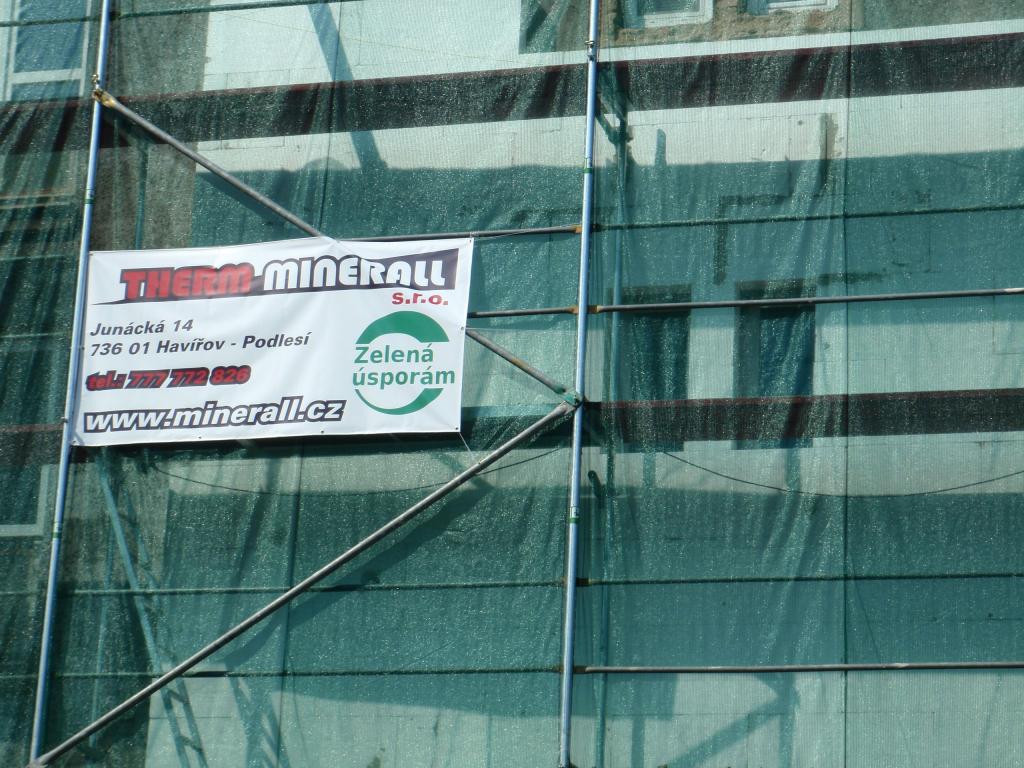 THERM-MINERALL
s.r.o.
Junácká 14
736 01 Havířov - Podlesí
tel.: 777 772 826
www.minerall.cz
Zelená
úsporám